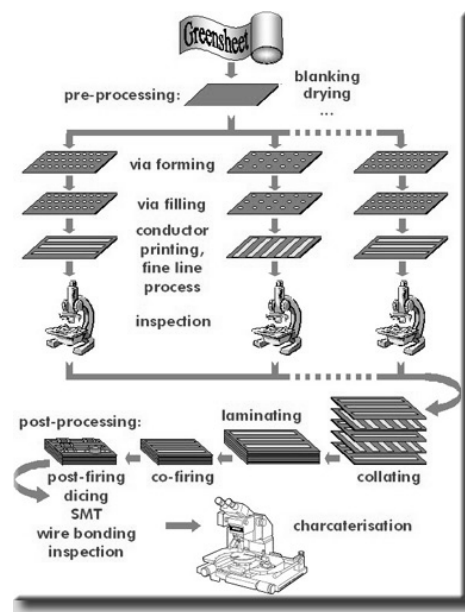 Greensheet
pre-processing:
blanking
drying
...
via forming
via filling
conductor
printing,
fine line
process
inspection
post-processing:
laminating
post-firing
dicing
SMT
wire bonding
inspection
co-firing
collating
charcaterisation